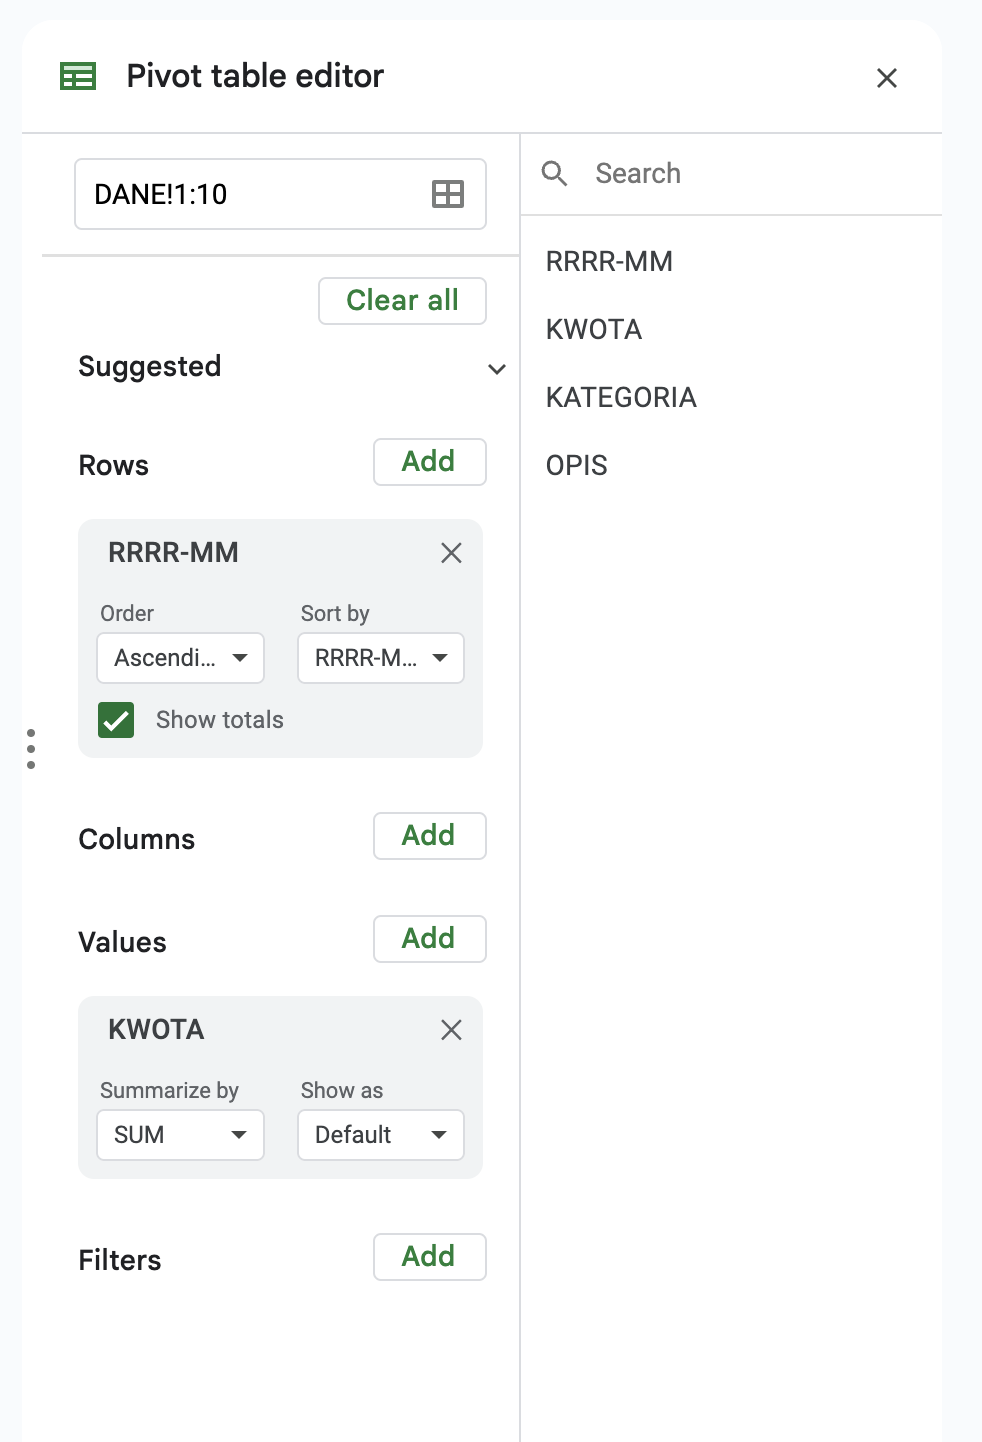 Pivot table editor
DANE!1:10
Clear all
Suggested
Rows
Add
RRRR-MM
Order
Sort by
Ascendi...
RRRR-M...
Show totals
Columns
Add
Values
Add
KWOTA
Summarize by
Show as
SUM
Default
Filters
Add
Search
RRRR-MM
KWOTA
KATEGORIA
OPIS